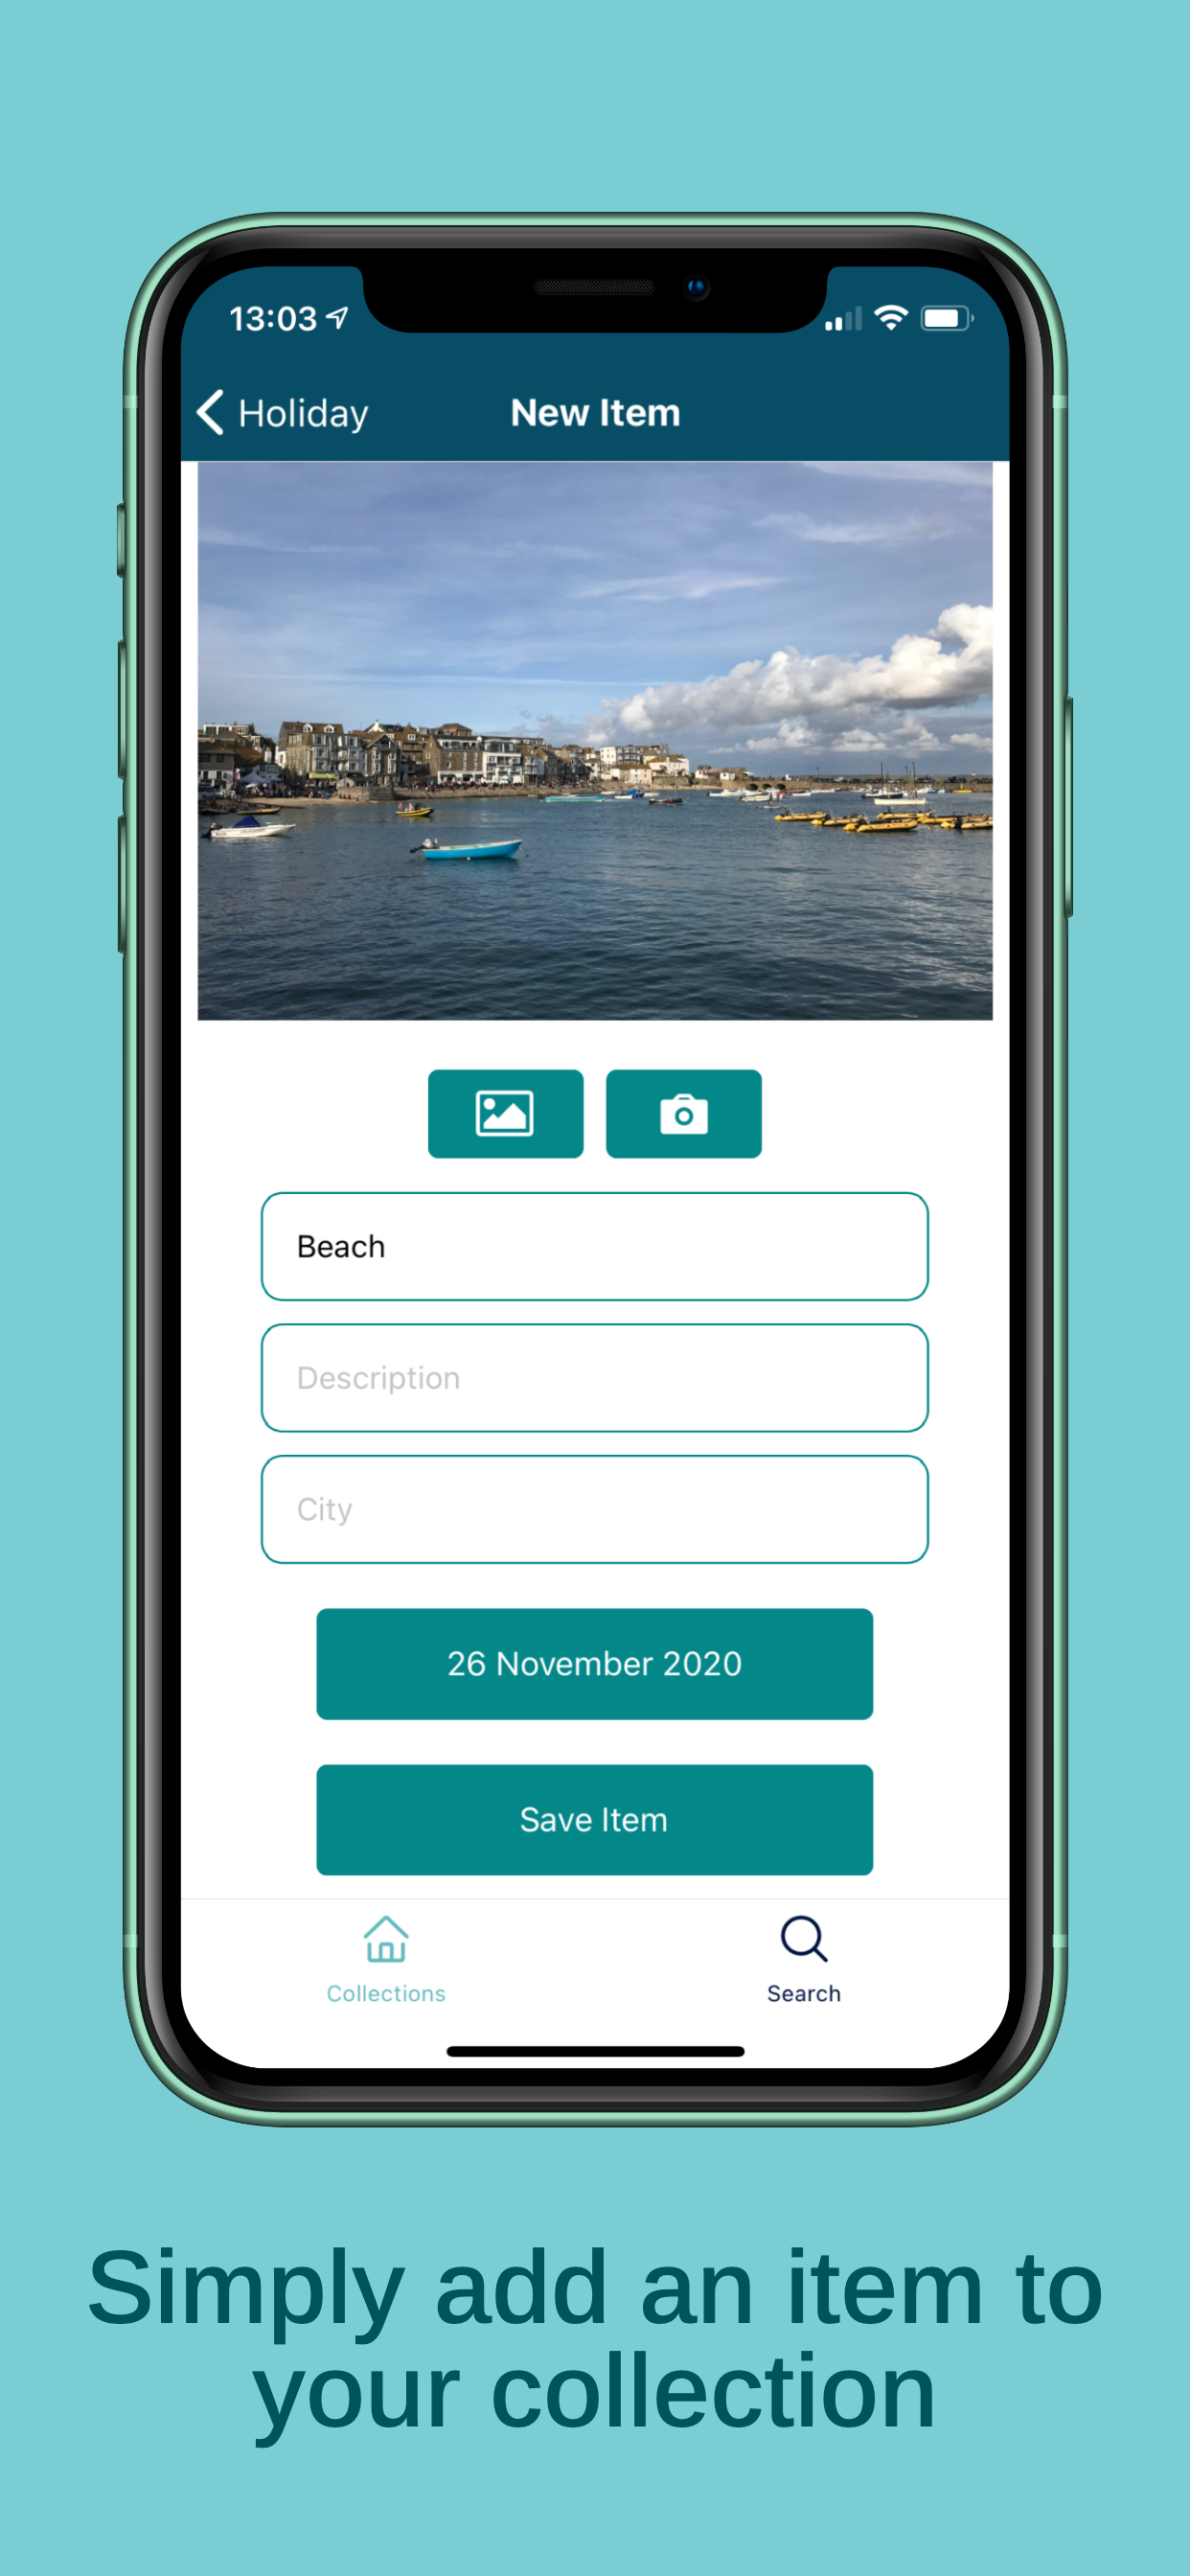 13:03
Holiday
New Item
Beach
Description
City
26 November 2020
Save Item
Collections
Search
Simply add an item to
your collection